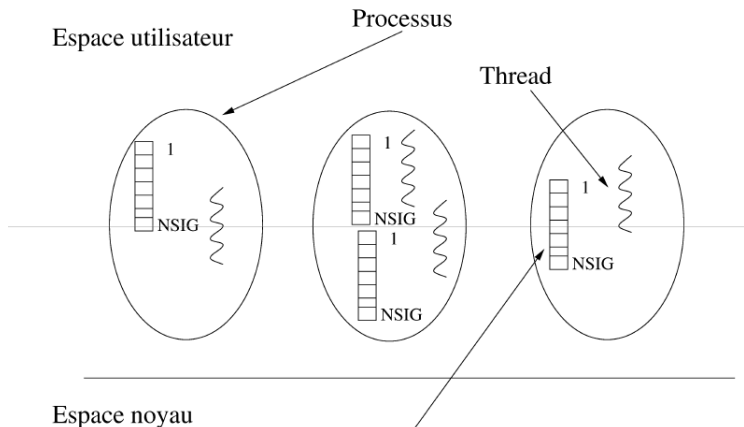 Processus
Espace utilisateur
Thread
1
NSIG
1
NSIG
1
NSIG
1
NSIG
Espace noyau